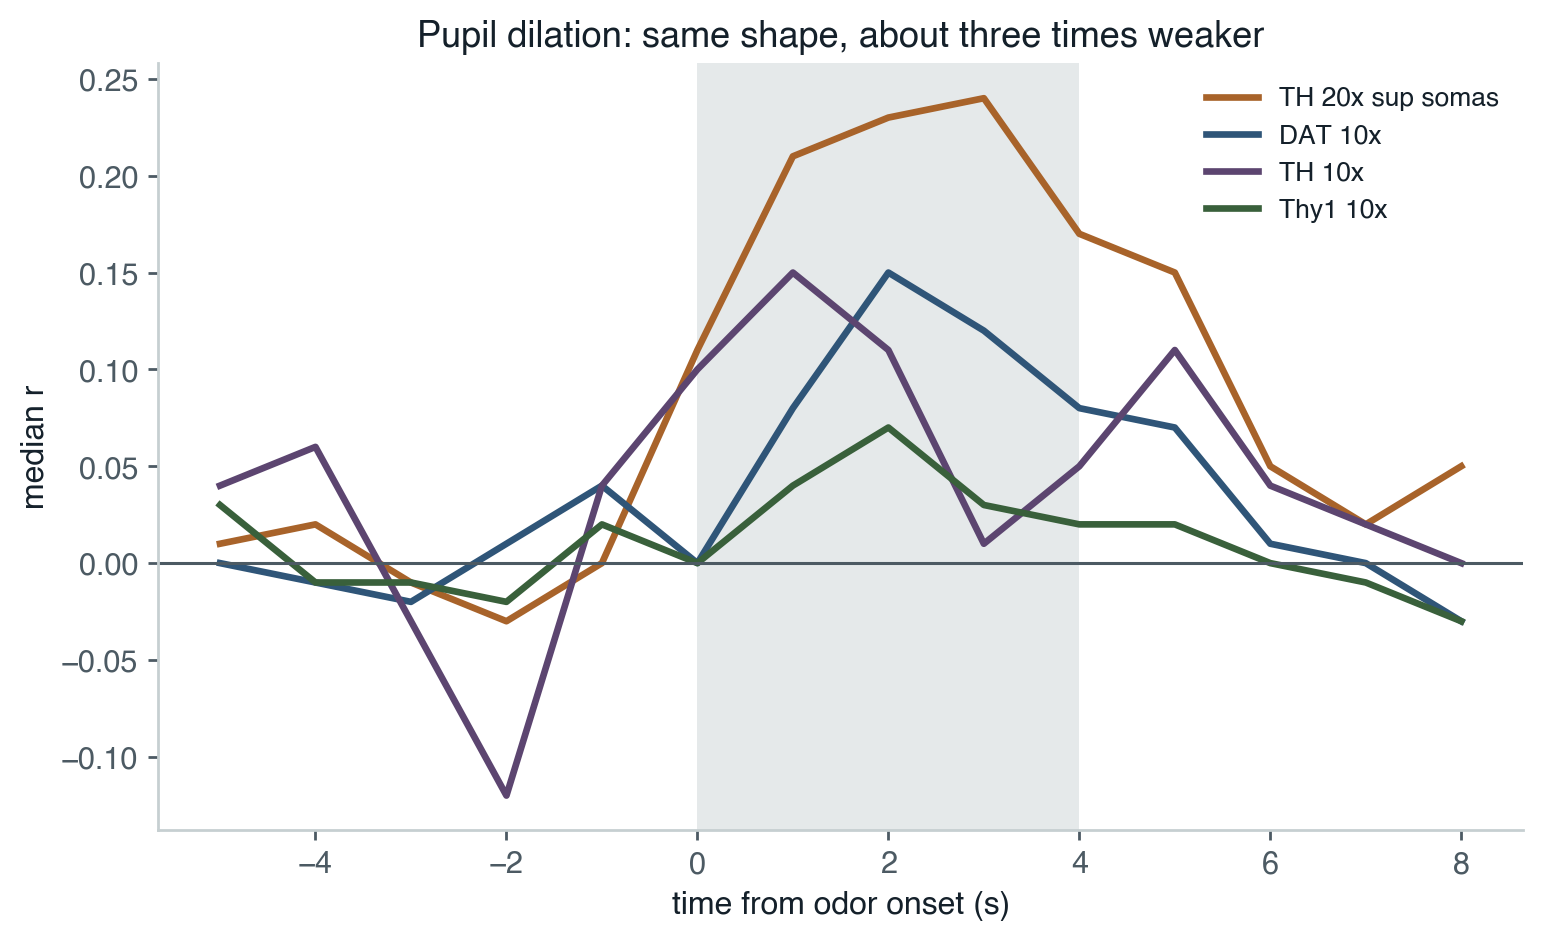 Pupil dilation: same shape, about three times weaker
TH 20x sup somas
DAT 10x
TH 10x
Thy1 10x
0.25
0.20
0.15
0.10
0.05
0.00
−0.05
−0.10
median r
−4
−2
0
2
4
6
8
time from odor onset (s)